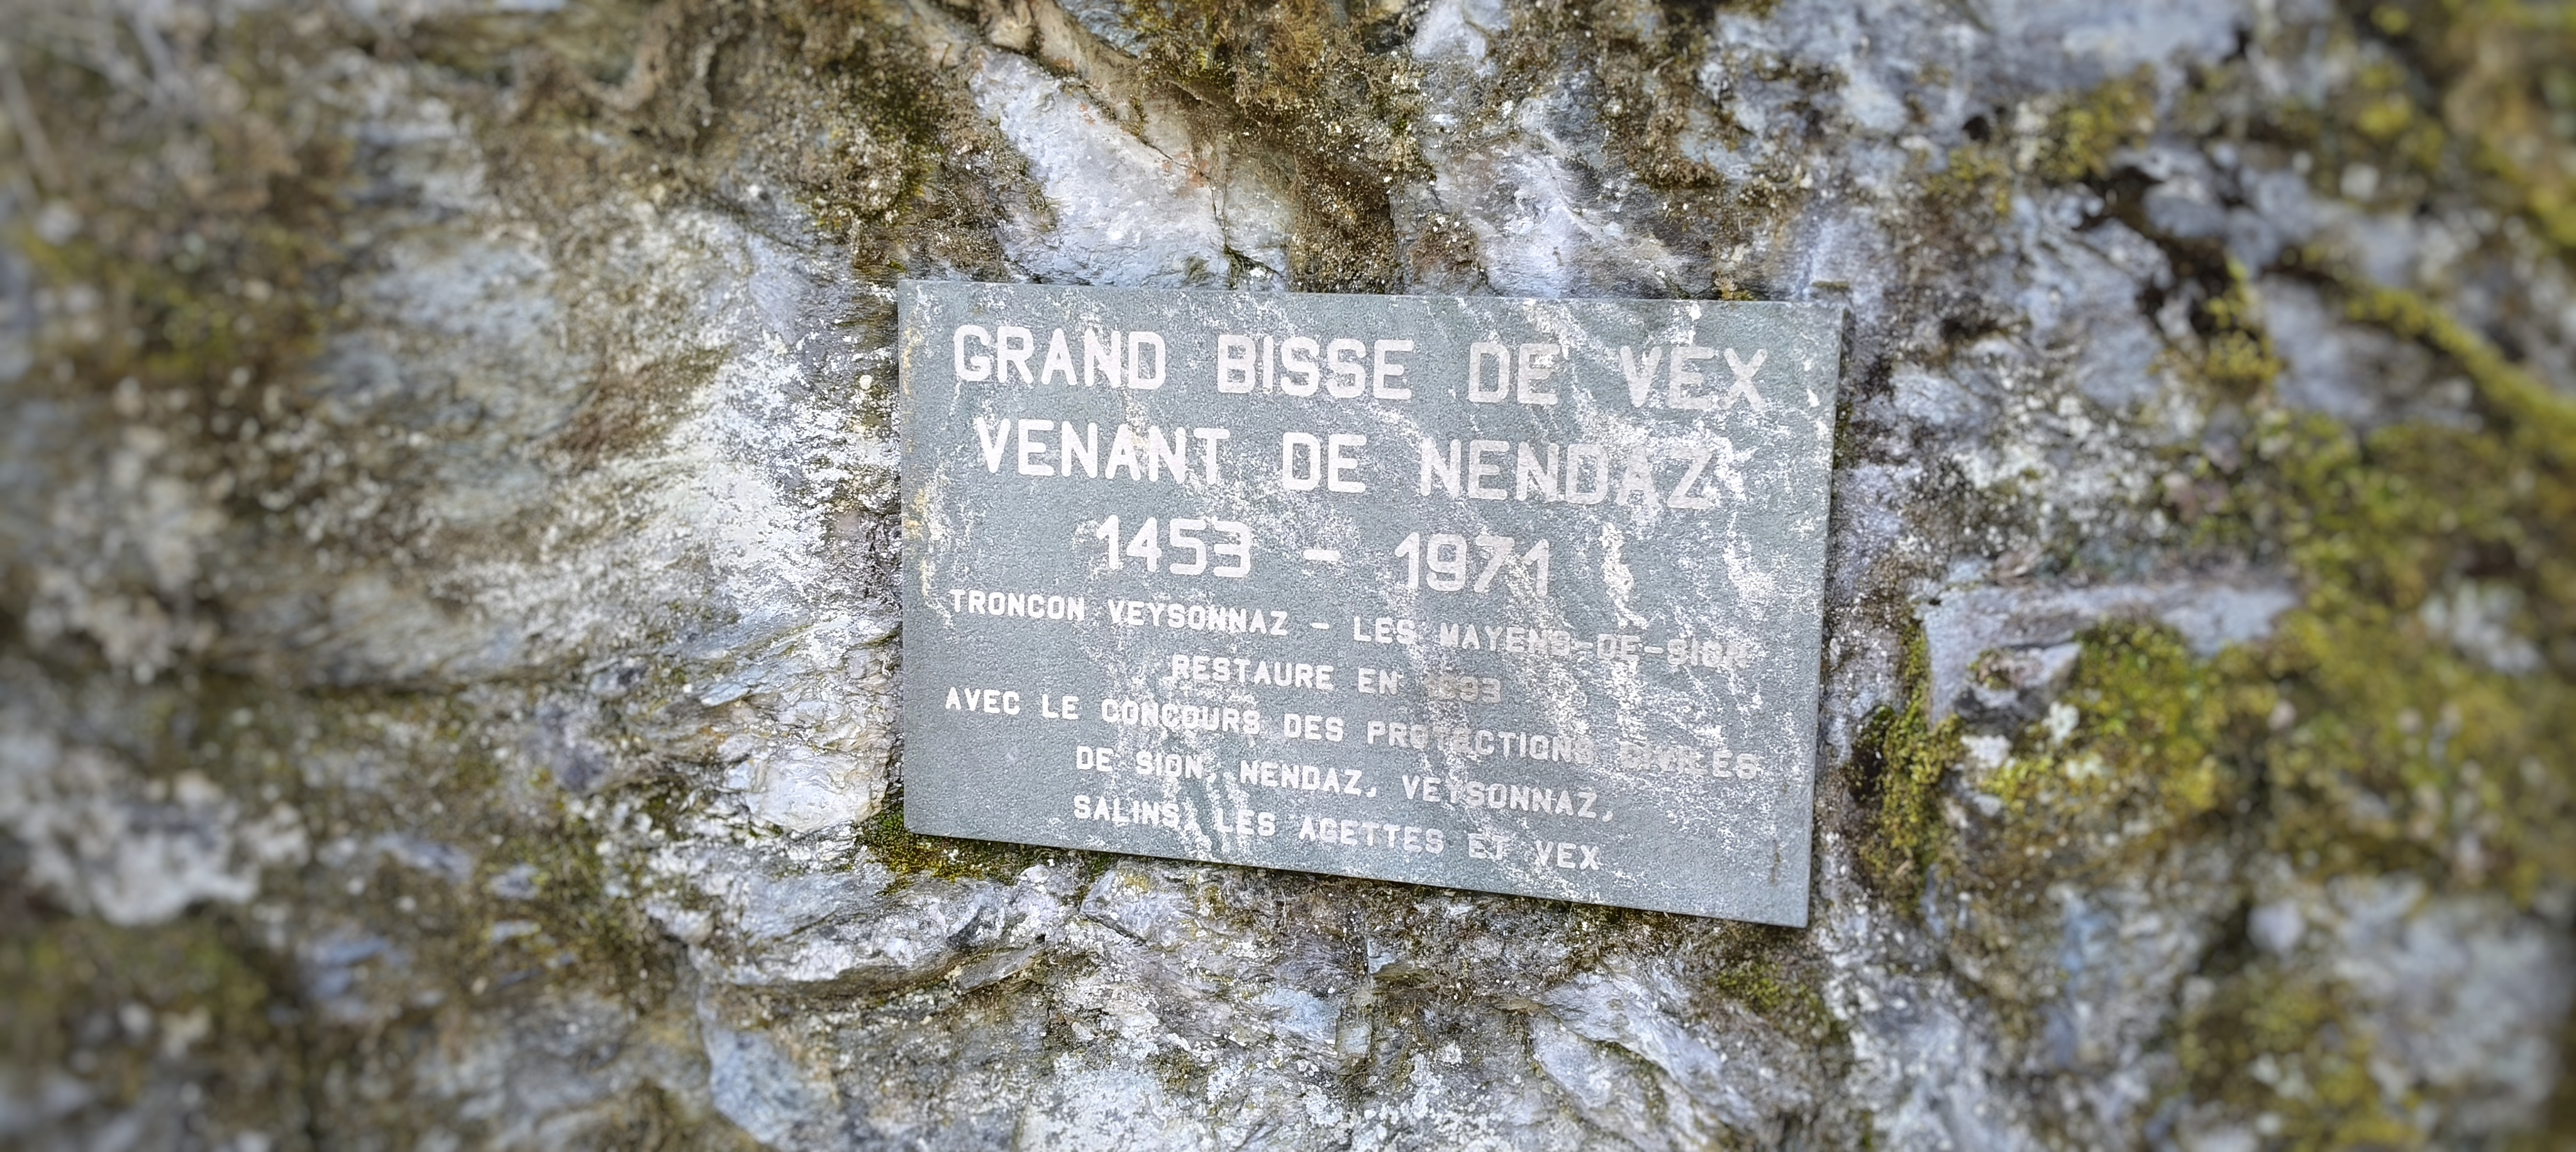 GRAND BISSE DE VEX
VENANT DE NENDAZ
1453 - 1971
TRONCON VEYSONNAZ - LES MAYENS-DE-SION
RESTAURE EN
AVEC LE CONCOURS DES PROTECTIONS CIVILES
DE SION, NENDAZ, VEYSONNAZ,
SALINS, LES AGETTES ET VEX